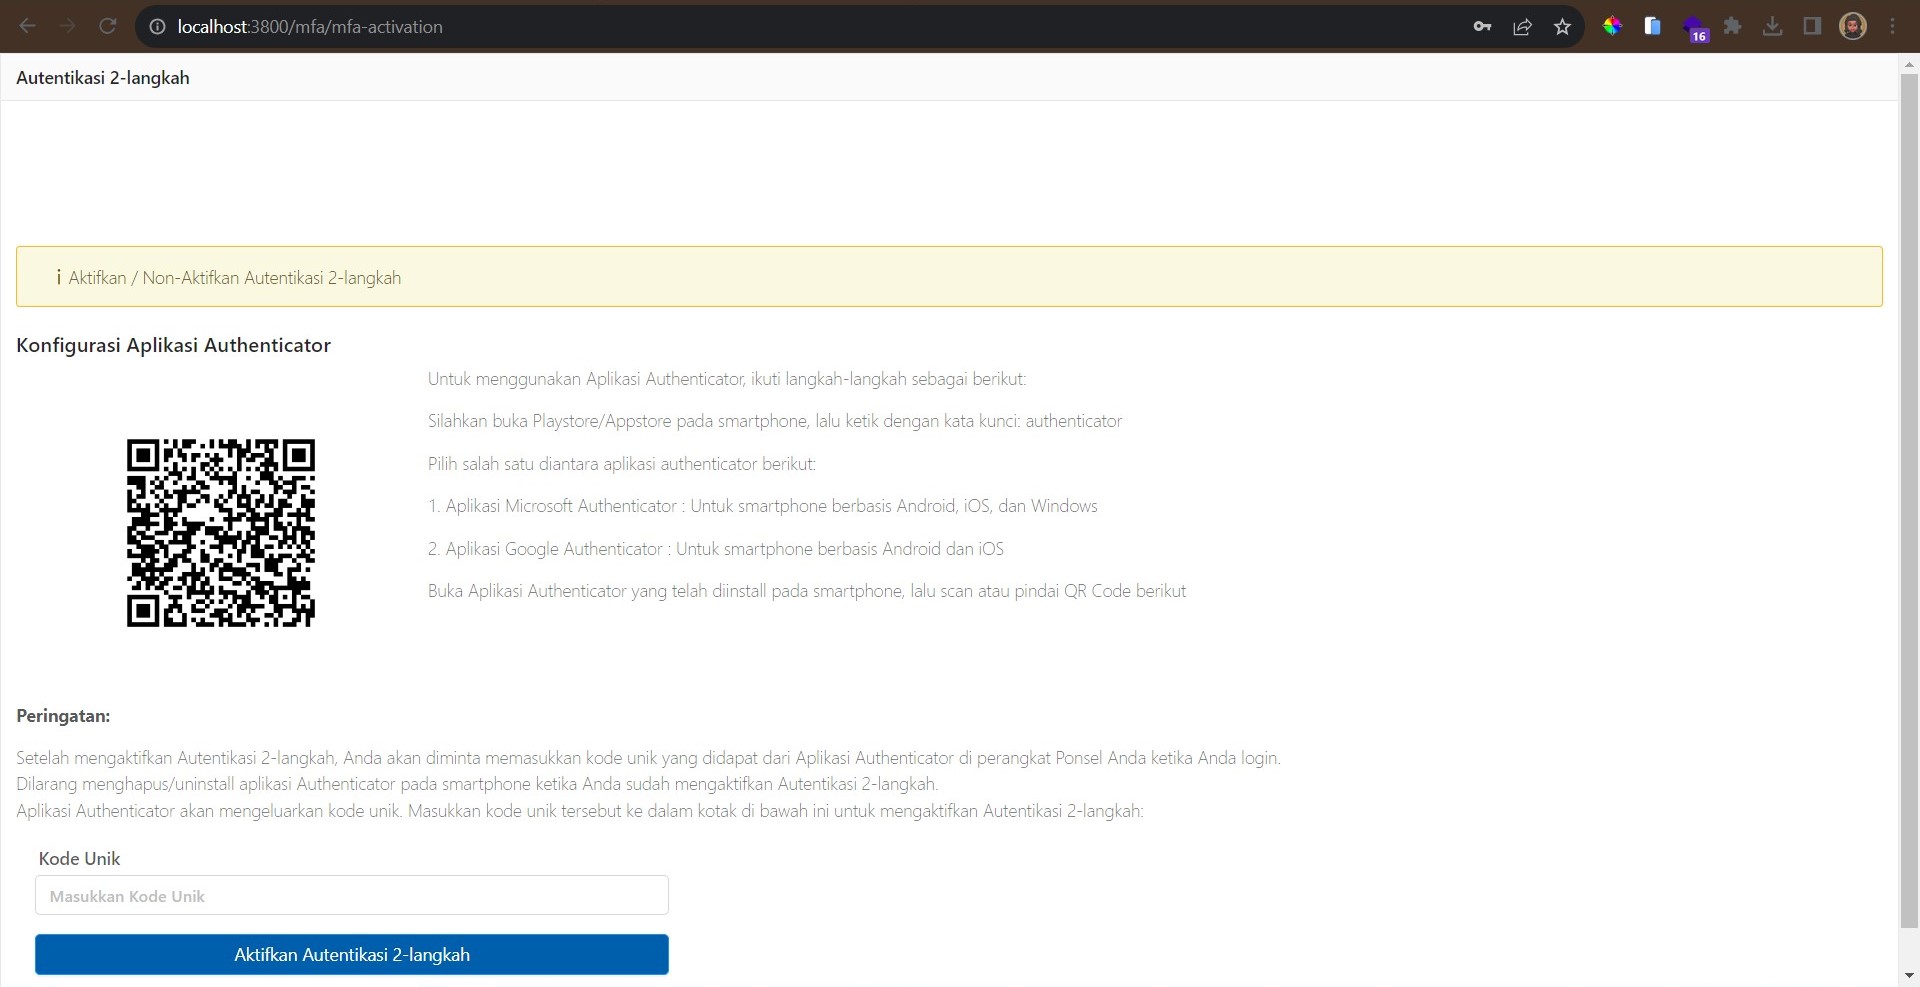 localhost:3800/mfa/mfa-activation
16
Autentikasi 2-langkah
i Aktifkan / Non-Aktifkan Autentikasi 2-langkah
Konfigurasi Aplikasi Authenticator
Untuk menggunakan Aplikasi Authenticator, ikuti langkah-langkah sebagai berikut:
Silahkan buka Playstore/Appstore pada smartphone, lalu ketik dengan kata kunci: authenticator
Pilih salah satu diantara aplikasi authenticator berikut:
1. Aplikasi Microsoft Authenticator : Untuk smartphone berbasis Android, iOS, dan Windows
2. Aplikasi Google Authenticator : Untuk smartphone berbasis Android dan iOS
Buka Aplikasi Authenticator yang telah diinstall pada smartphone, lalu scan atau pindai QR Code berikut
Peringatan:
Setelah mengaktifkan Autentikasi 2-langkah, Anda akan diminta memasukkan kode unik yang didapat dari Aplikasi Authenticator di perangkat Ponsel Anda ketika Anda login.
Dilarang menghapus/uninstall aplikasi Authenticator pada smartphone ketika Anda sudah mengaktifkan Autentikasi 2-langkah.
Aplikasi Authenticator akan mengeluarkan kode unik. Masukkan kode unik tersebut ke dalam kotak di bawah ini untuk mengaktifkan Autentikasi 2-langkah:
Kode Unik
Masukkan Kode Unik
Aktifkan Autentikasi 2-langkah